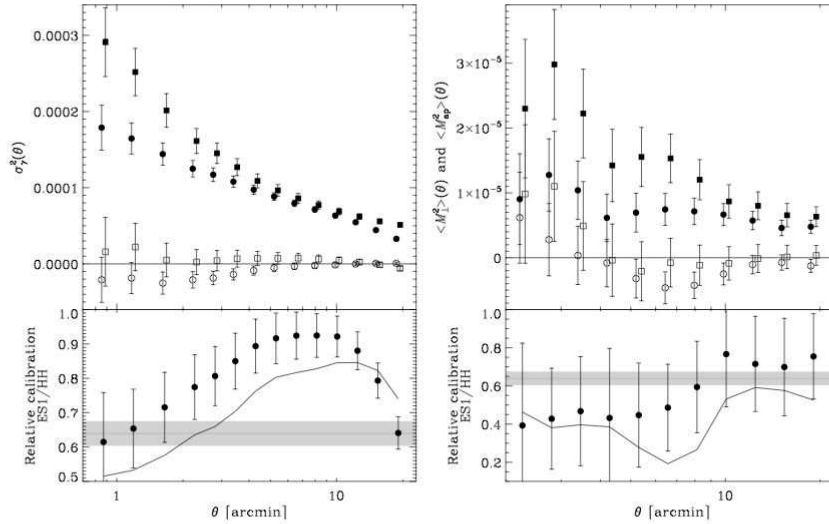 0.0003
0.0002
0.0001
0.0000
σ²γ(θ)
3×10⁻⁵
2×10⁻⁵
1×10⁻⁵
0
<M²⊥>(θ) and <M²ap>(θ)
1.0
0.9
0.8
0.7
0.6
0.5
Relative calibration
ES1/HH
1.0
0.8
0.6
0.4
0.2
Relative calibration
ES1/HH
1 10
θ [arcmin]
10
θ [arcmin]